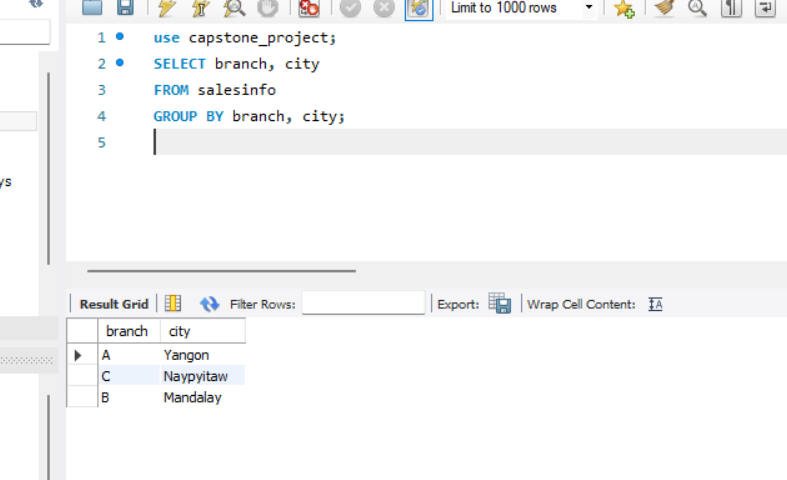 Limit to 1000 rows
1 use capstone_project;
2 SELECT branch, city
3 FROM salesinfo
4 GROUP BY branch, city;
5
ys
Result Grid Filter Rows: Export: Wrap Cell Content:
branch city
A Yangon
C Naypyitaw
B Mandalay